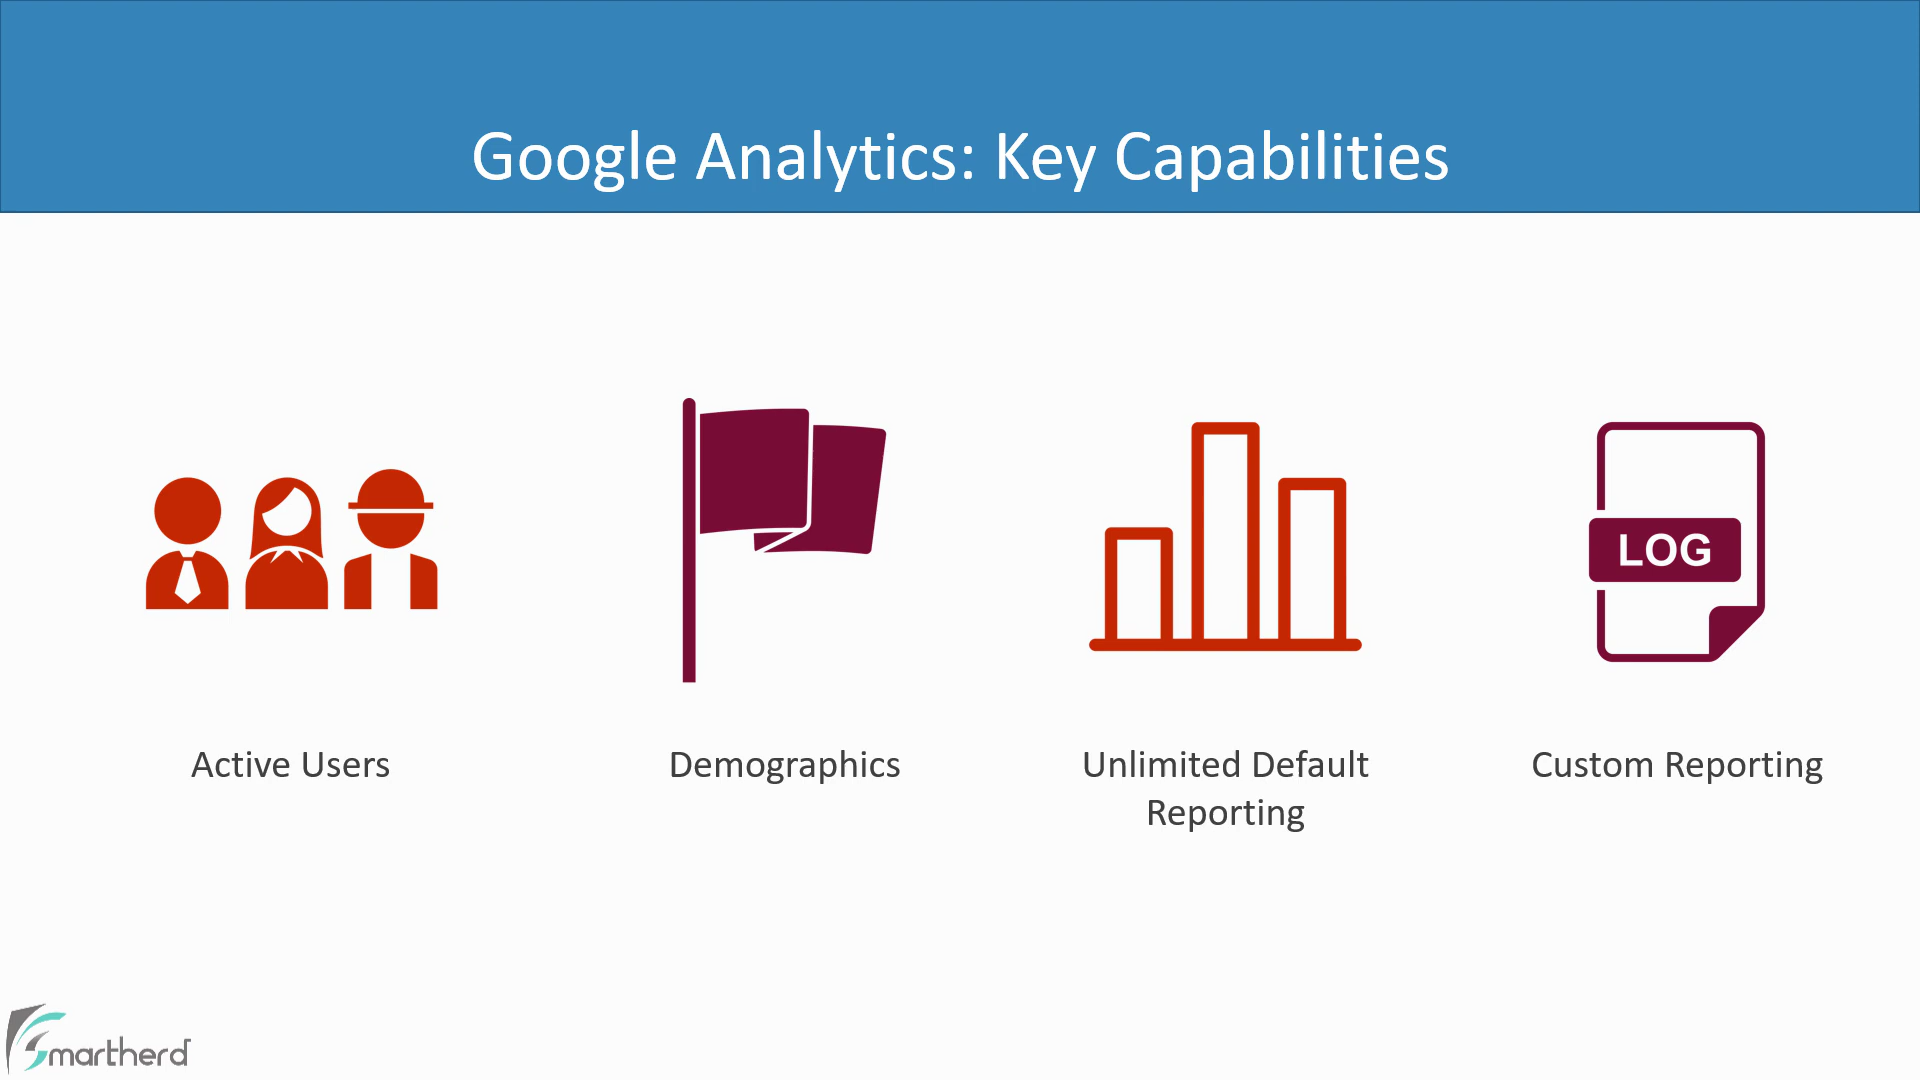 Google Analytics: Key Capabilities
LOG
Active Users
Demographics
Unlimited Default
Reporting
Custom Reporting
Smartherd